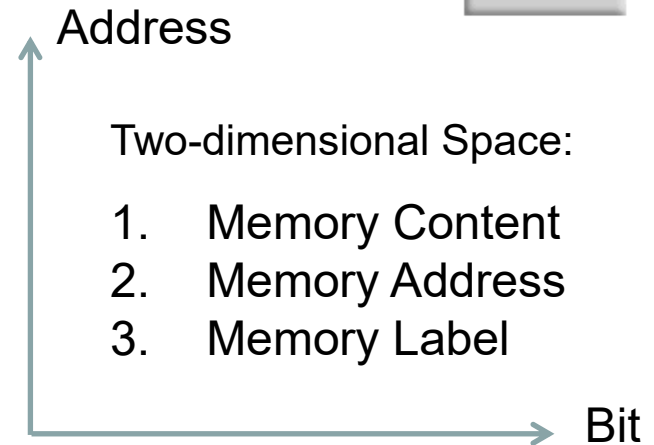 Address
Two-dimensional Space:
1. Memory Content
2. Memory Address
3. Memory Label
Bit